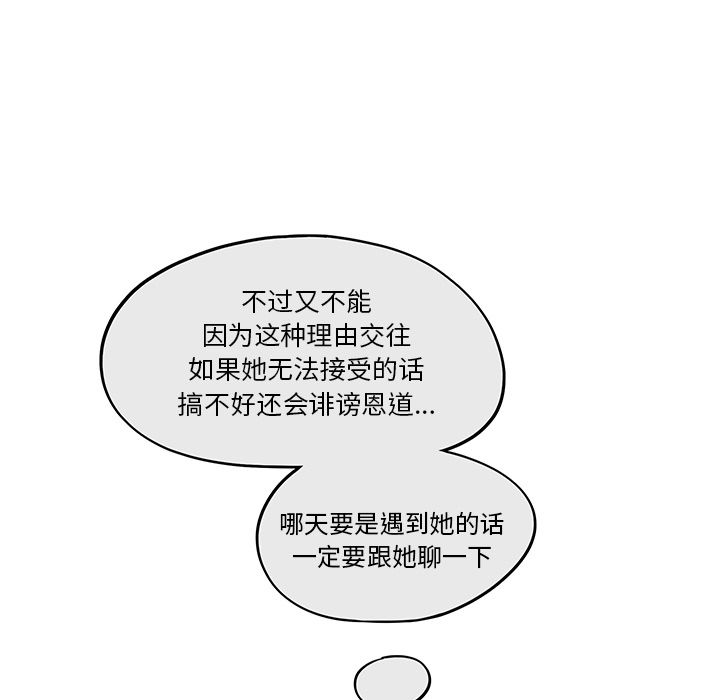 不过又不能
因为这种理由交往
如果她无法接受的话
搞不好还会诽谤恩道...
哪天要是遇到她的话
一定要跟她聊一下